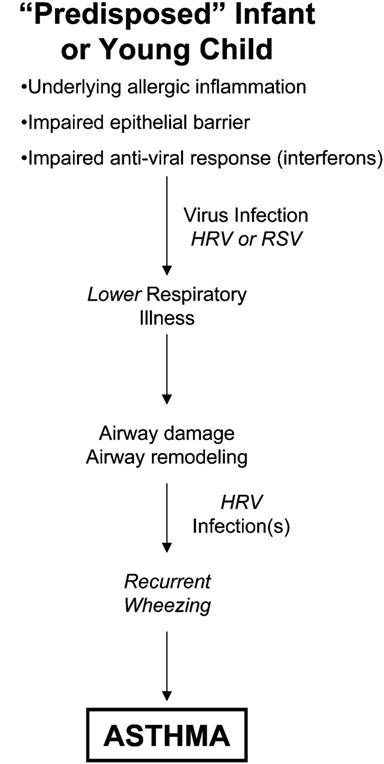 “Predisposed” Infant
or Young Child
•Underlying allergic inflammation
•Impaired epithelial barrier
•Impaired anti-viral response (interferons)
Virus Infection
HRV or RSV
Lower Respiratory
Illness
Airway damage
Airway remodeling
HRV
Infection(s)
Recurrent
Wheezing
ASTHMA